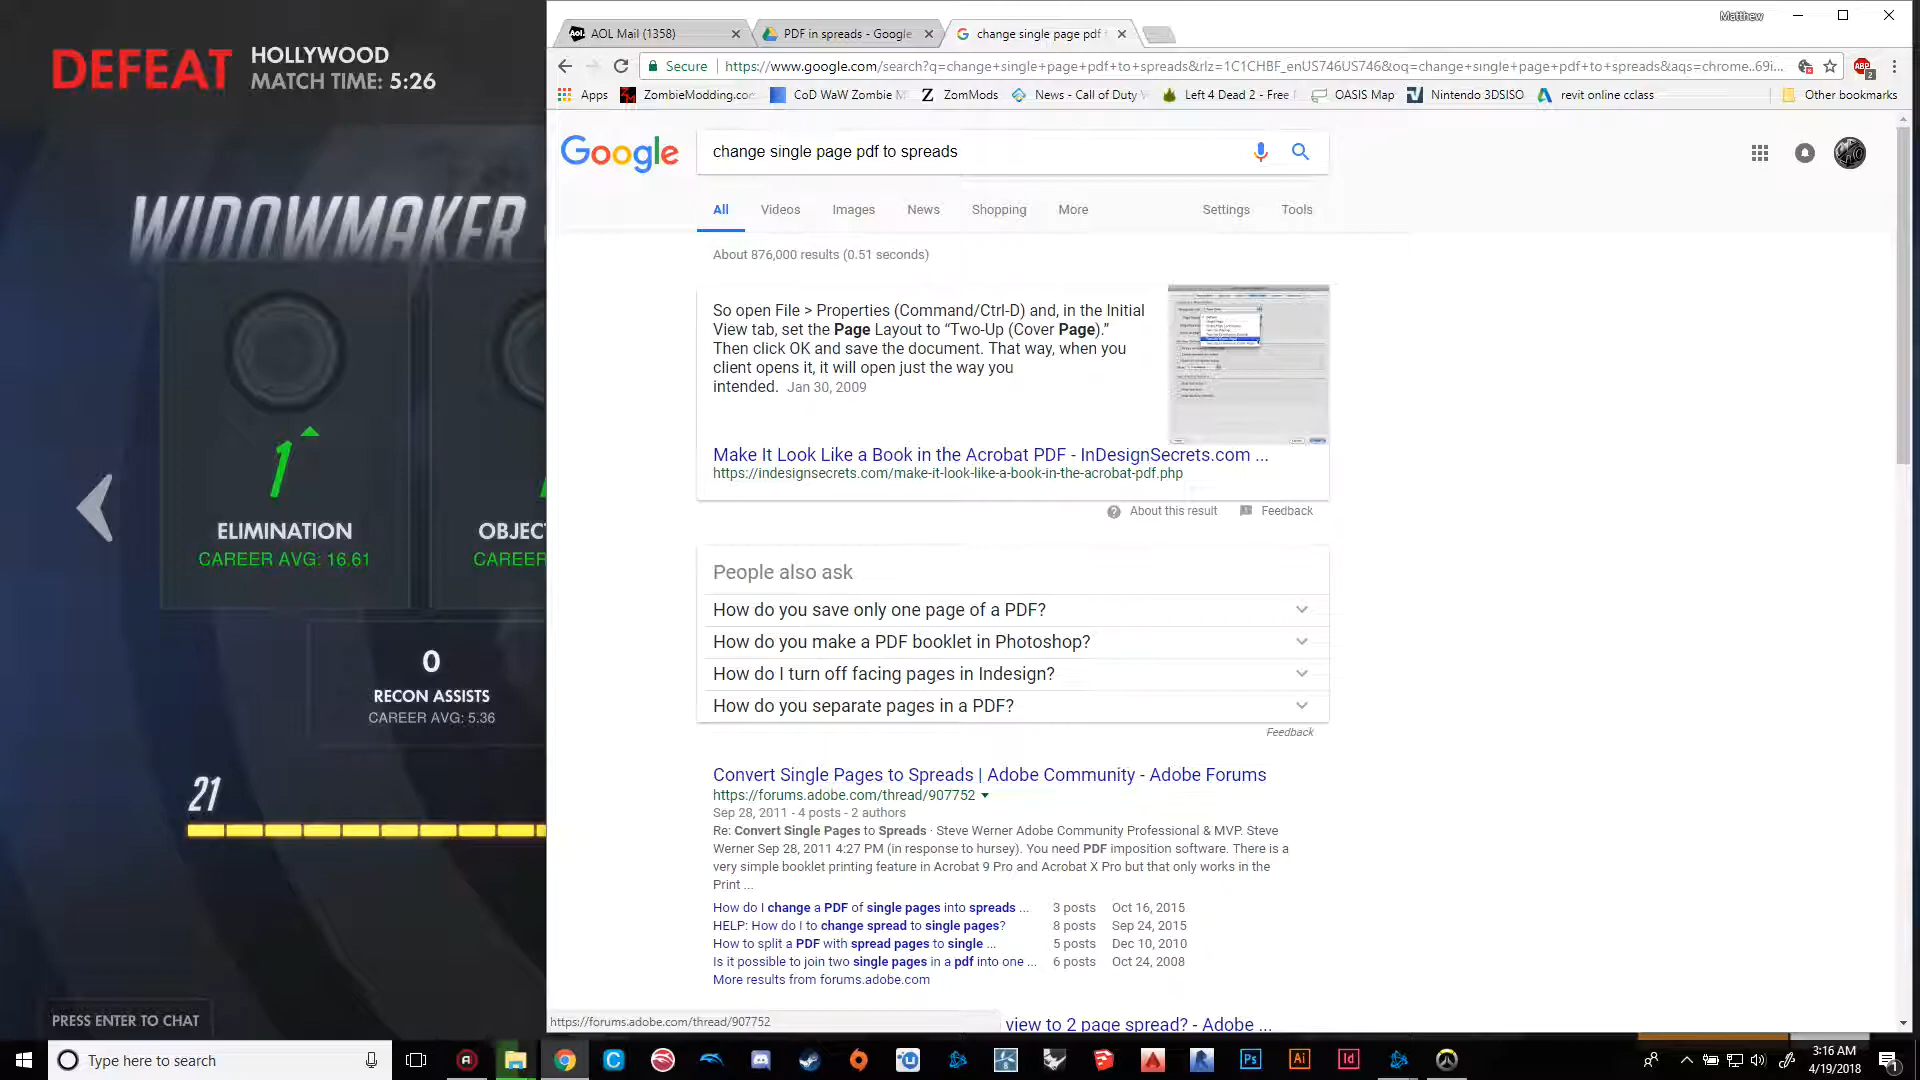 DEFEAT
HOLLYWOOD
MATCH TIME: 5:26
WIDOWMAKER
1
ELIMINATION
CAREER AVG: 16.61
OBJECT
CAREER
0
RECON ASSISTS
CAREER AVG: 5.36
21
PRESS ENTER TO CHAT
Matthew
Aol. AOL Mail (1358)
PDF in spreads - Google
change single page pdf
Secure
https://www.google.com/search?q=change+single+page+pdf+to+spreads&rlz=1C1CHBF_enUS746US746&oq=change+single+page+pdf+to+spreads&aqs=chrome..69i...
ABP
2
Apps
ZombieModding.com
CoD WaW Zombie
ZomMods
News - Call of Duty
Left 4 Dead 2 - Free
OASIS Map
Nintendo 3DSISO
revit online cclass
Other bookmarks
Google
change single page pdf to spreads
All
Videos
Images
News
Shopping
More
Settings
Tools
About 876,000 results (0.51 seconds)
So open File > Properties (Command/Ctrl-D) and, in the Initial
View tab, set the Page Layout to “Two-Up (Cover Page).”
Then click OK and save the document. That way, when you
client opens it, it will open just the way you
intended. Jan 30, 2009
Make It Look Like a Book in the Acrobat PDF - InDesignSecrets.com ...
https://indesignsecrets.com/make-it-look-like-a-book-in-the-acrobat-pdf.php
About this result
Feedback
People also ask
How do you save only one page of a PDF?
How do you make a PDF booklet in Photoshop?
How do I turn off facing pages in Indesign?
How do you separate pages in a PDF?
Feedback
Convert Single Pages to Spreads | Adobe Community - Adobe Forums
https://forums.adobe.com/thread/907752
Sep 28, 2011 - 4 posts - 2 authors
Re: Convert Single Pages to Spreads · Steve Werner Adobe Community Professional & MVP. Steve
Werner Sep 28, 2011 4:27 PM (in response to hursey). You need PDF imposition software. There is a
very simple booklet printing feature in Acrobat 9 Pro and Acrobat X Pro but that only works in the
Print ...
How do I change a PDF of single pages into spreads ... 3 posts Oct 16, 2015
HELP: How do I to change spread to single pages? 8 posts Sep 24, 2015
How to split a PDF with spread pages to single ... 5 posts Dec 10, 2010
Is it possible to join two single pages in a pdf into one ... 6 posts Oct 24, 2008
More results from forums.adobe.com
https://forums.adobe.com/thread/907752
view to 2 page spread? - Adobe ...
Type here to search
Ps
Ai
Id
3:16 AM
4/19/2018
1